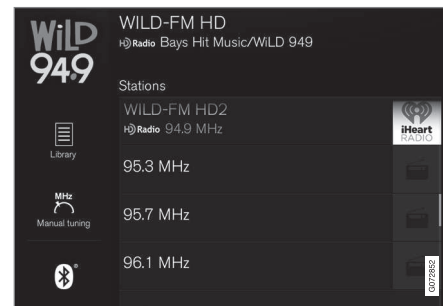 WiLD
94.9
WILD-FM HD
HD Radio Bays Hit Music/WiLD 949
Stations
WILD-FM HD2
HD Radio 94.9 MHz
iHeart
RADIO
Library
95.3 MHz
MHz
Manual tuning
95.7 MHz
96.1 MHz
G072852